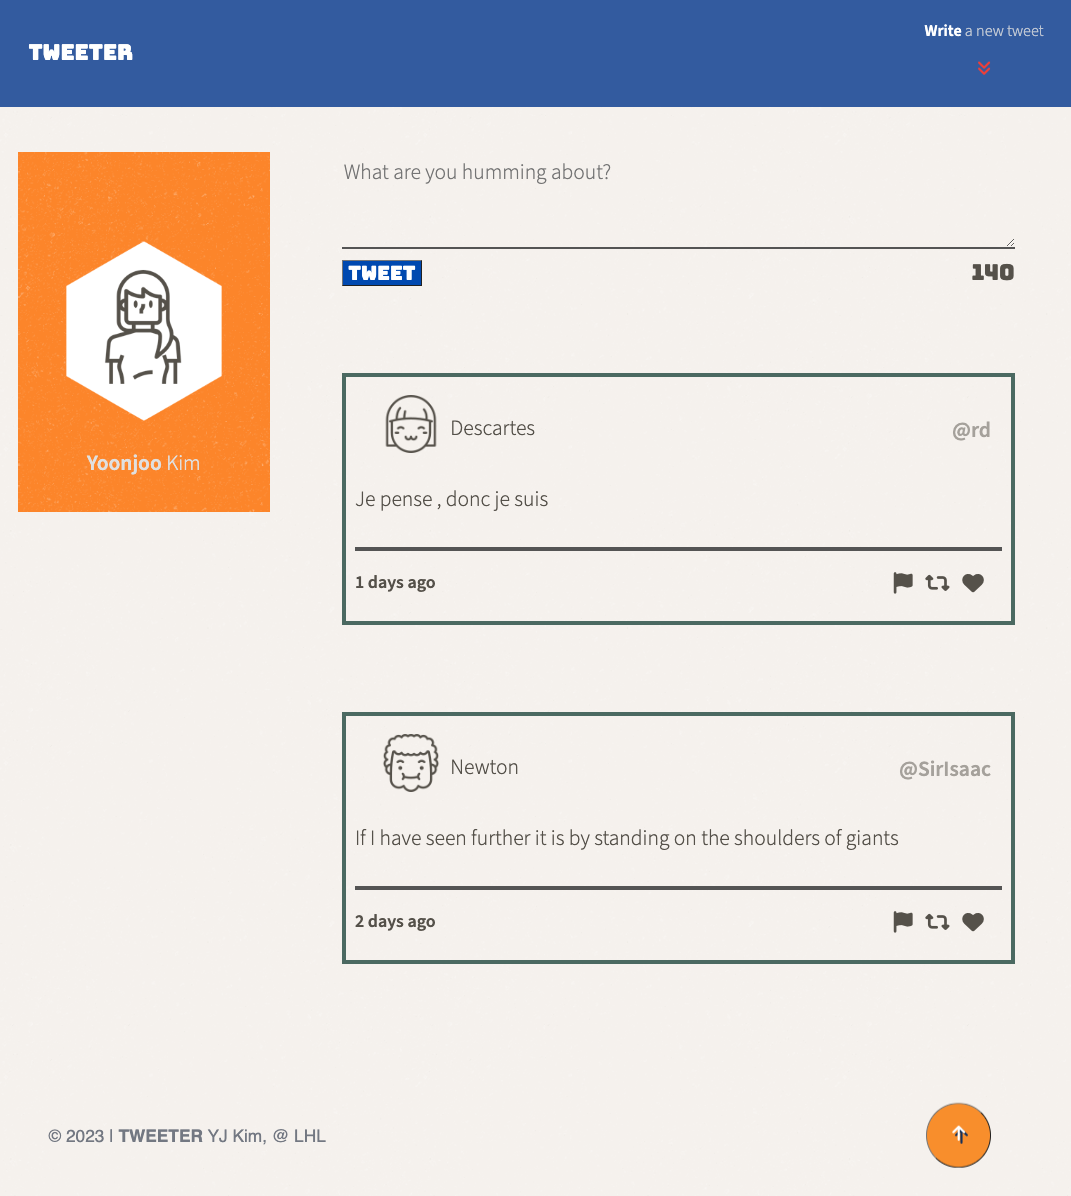 TWEETER
Write a new tweet
What are you humming about?
TWEET
140
Yoonjoo Kim
Descartes
@rd
Je pense , donc je suis
1 days ago
Newton
@SirIsaac
If I have seen further it is by standing on the shoulders of giants
2 days ago
© 2023 | TWEETER YJ Kim, @ LHL